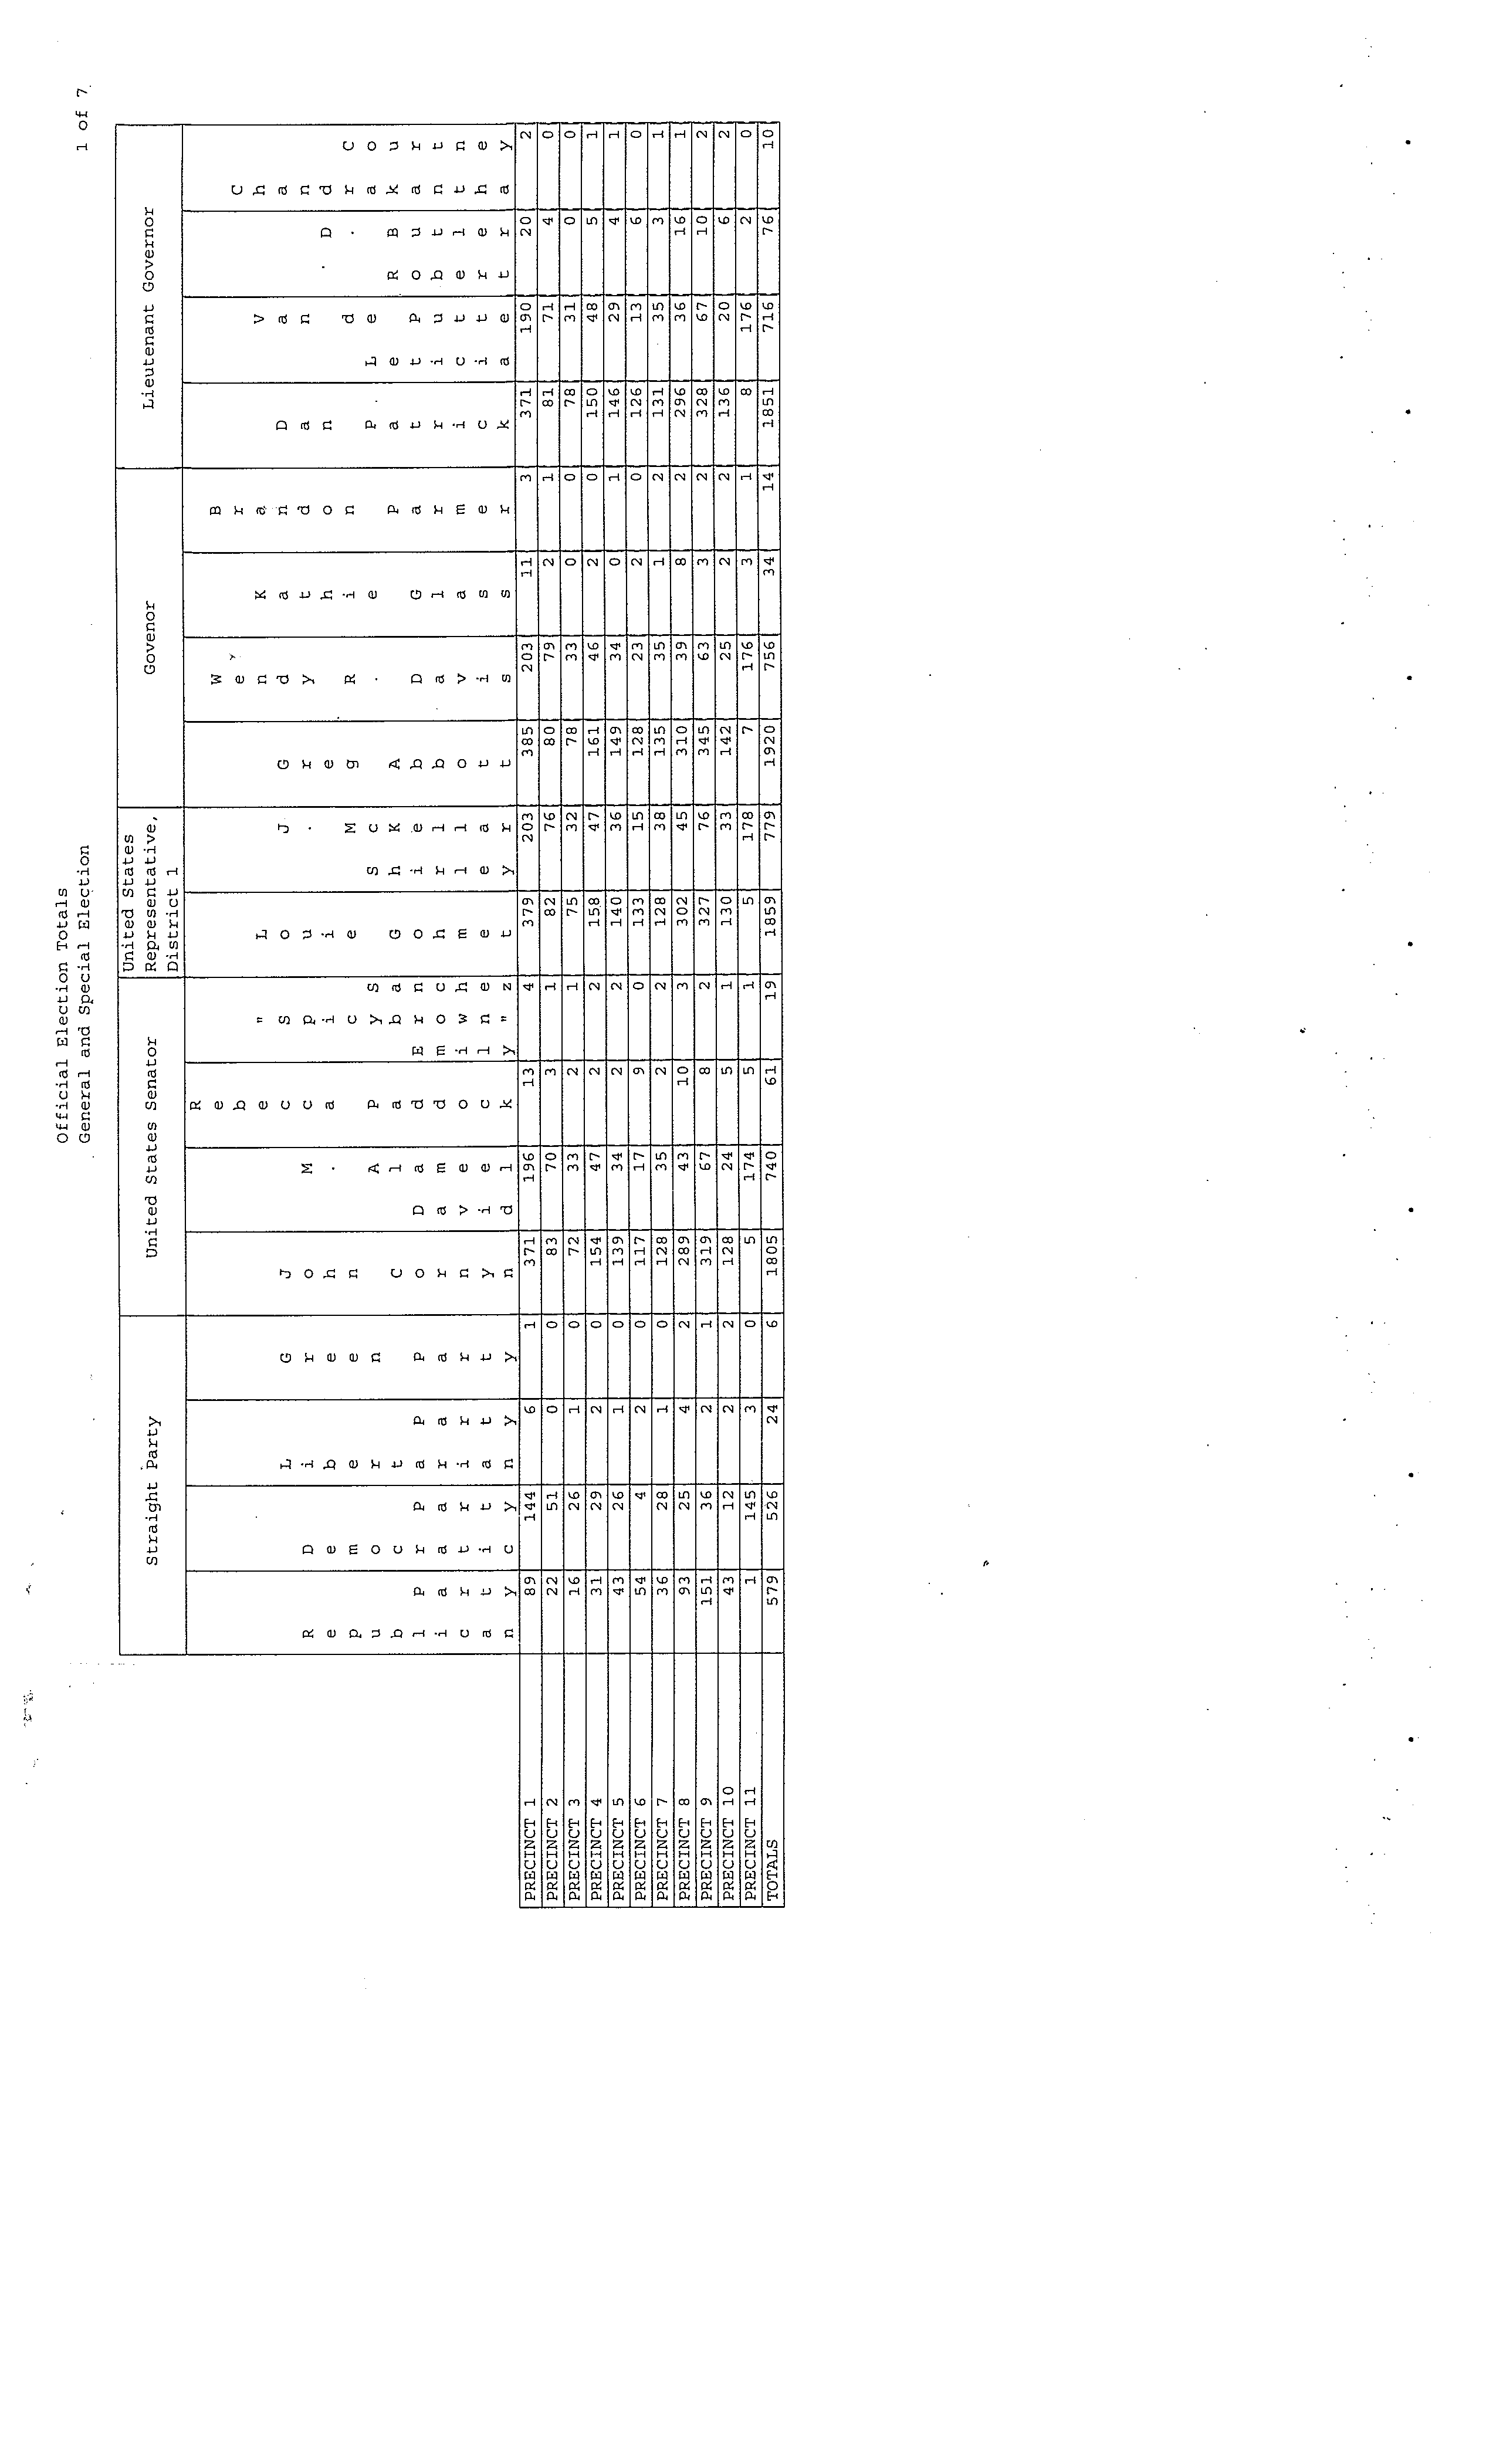 Official Election Totals
General and Special Election
1 of 7
Straight Party | United States Senator | United States Representative, District 1 | Govenor | Lieutenant Governor
Republican Party | Democratic Party | Libertarian Party | Green Party | John Cornyn | David M. Alameel | Rebecca Paddock | Emily "Spicybrown" Sanchez | Louie Gohmert | Shirley J. McKellar | Greg Abbott | Wendy R. Davis | Kathie Glass | Brandon Parmer | Dan Patrick | Leticia Van de Putte | Robert D. Butler | Chandrakantha Courtney
PRECINCT 1 89 144 6 1 371 196 13 4 379 203 385 203 11 3 371 190 20 2
PRECINCT 2 22 51 0 0 83 70 3 1 82 76 80 79 2 1 81 71 4 0
PRECINCT 3 16 26 1 0 72 33 2 1 75 32 78 33 0 0 78 31 0 0
PRECINCT 4 31 29 2 0 154 47 2 2 158 47 161 46 2 0 150 48 5 1
PRECINCT 5 43 26 1 0 139 34 2 2 140 36 149 34 0 1 146 29 4 1
PRECINCT 6 54 4 2 0 117 17 9 0 133 15 128 23 2 0 126 13 6 0
PRECINCT 7 36 28 1 0 128 35 2 2 128 38 135 35 1 2 131 35 3 1
PRECINCT 8 93 25 4 2 289 43 10 3 302 45 310 39 8 2 296 36 16 1
PRECINCT 9 151 36 2 1 319 67 8 2 327 76 345 63 3 2 328 67 10 2
PRECINCT 10 43 12 2 2 128 24 5 1 130 33 142 25 2 2 136 20 6 2
PRECINCT 11 1 145 3 0 5 174 5 1 5 178 7 176 3 1 8 176 2 0
TOTALS 579 526 24 6 1805 740 61 19 1859 779 1920 756 34 14 1851 716 76 10